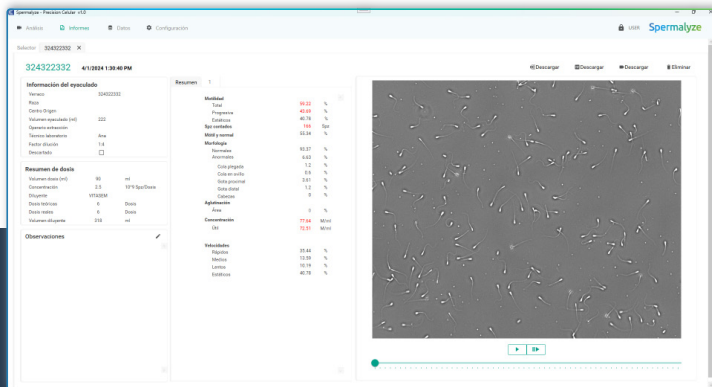 Spermalyze - Precision Celular v1.0
Análisis Informes Datos Configuración
user Spermalyze
Selector 324322332 ✕
324322332 4/1/2024 1:30:40 PM
Descargar Descargar Descargar Eliminar
Información del eyaculado
Verraco 324322332
Raza
Centro Origen
Volumen eyaculado (ml) 222
Operario extracción
Técnico laboratorio Ana
Factor dilución 1:4
Descartado
Resumen de dosis
Volumen dosis (ml) 90 ml
Concentración 2.5 10^9 Spz/Dosis
Diluyente VITASEM
Dosis teóricas 6 Dosis
Dosis reales 6 Dosis
Volumen diluyente 318 ml
Observaciones
Resumen 1
Motilidad
Total 59.22 %
Progresiva 45.69 %
Estáticos 40.78 %
Spz contados 166 Spz
Mótil y normal 55.34 %
Morfología
Normales 93.37 %
Anormales 6.63 %
Cola plegada 1.2 %
Cola en ovillo 0.6 %
Gota proximal 3.61 %
Gota distal 1.2 %
Cabezas 0 %
Aglutinación
Área 0 %
Concentración 77.64 M/ml
DM 72.51 M/ml
Velocidades
Rápidos 35.44 %
Medios 13.59 %
Lentos 10.19 %
Estáticos 40.78 %